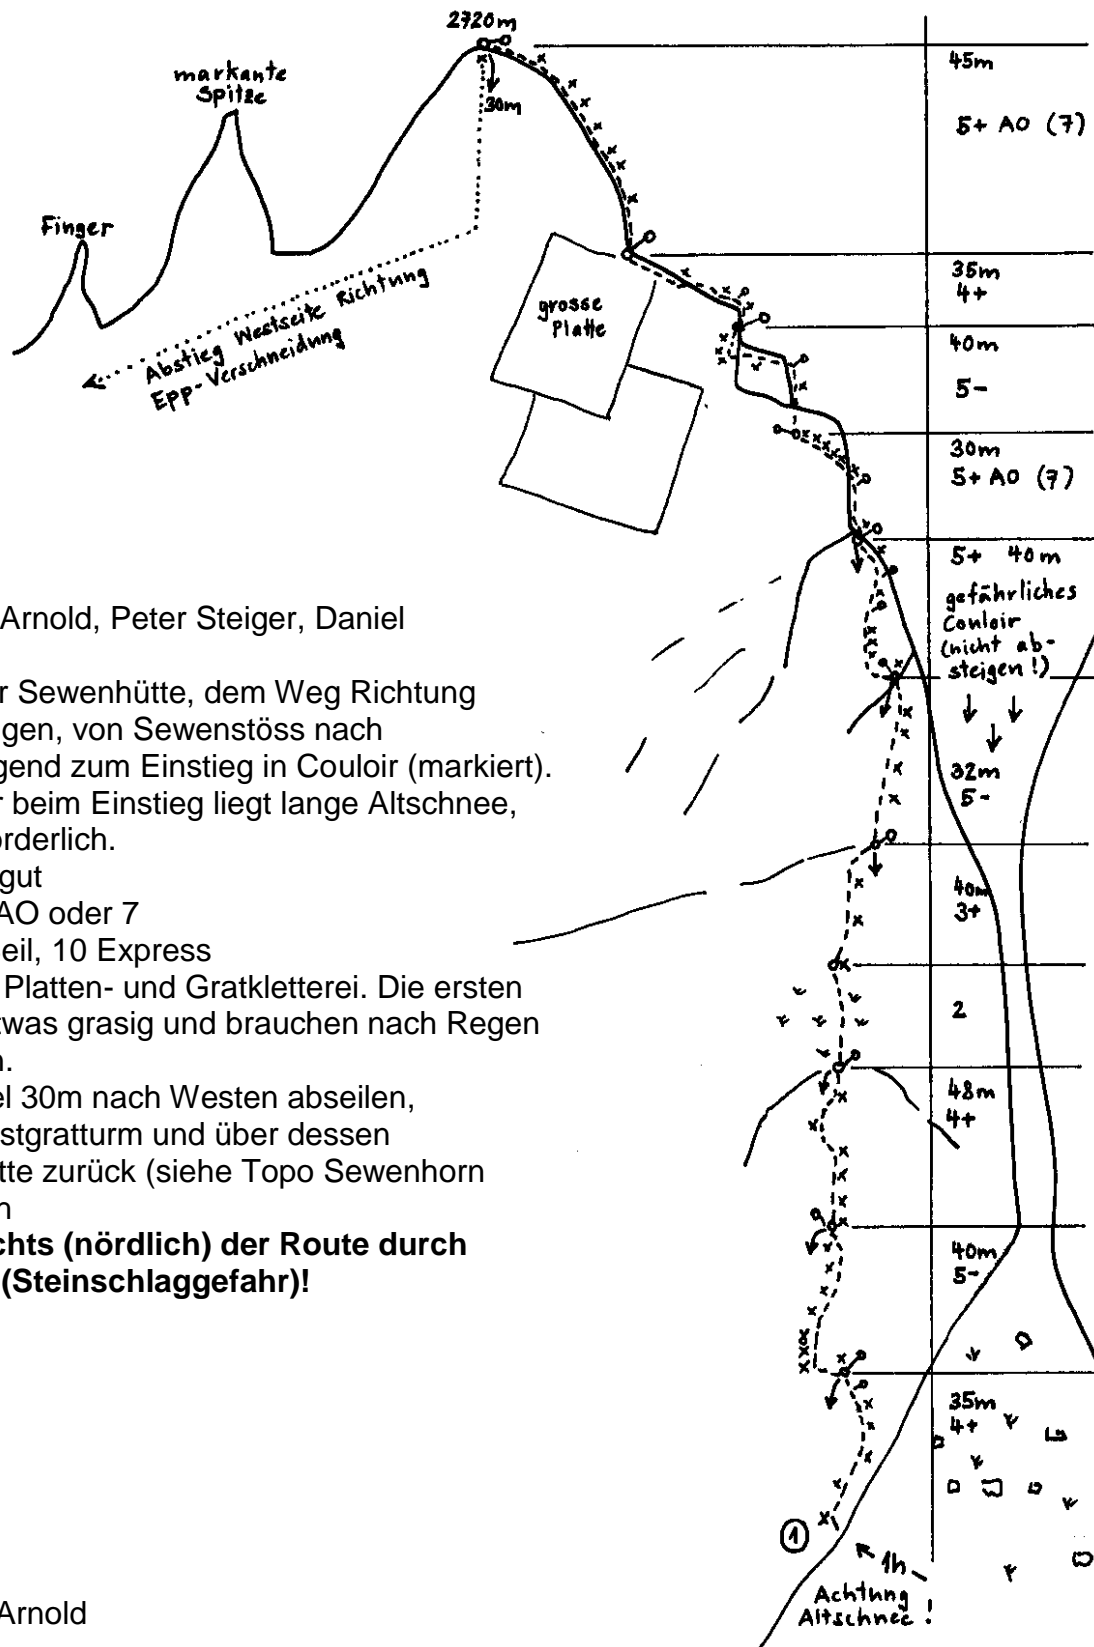 2720m
45m
markante
Spitze
30m
5+ A0 (7)
Finger
35m
4+
Abstieg Westseite Richtung
Epp-Verschneidung
grosse
Platte
40m
5-
30m
5+ A0 (7)
5+ 40m
gefährliches
Couloir
(nicht ab-
steigen!)
Arnold, Peter Steiger, Daniel
r Sewenhütte, dem Weg Richtung
gen, von Sewenstöss nach
gend zum Einstieg in Couloir (markiert).
r beim Einstieg liegt lange Altschnee,
orderlich.
gut
AO oder 7
eil, 10 Express
Platten- und Gratkletterei. Die ersten
twas grasig und brauchen nach Regen
n.
el 30m nach Westen abseilen,
stgratturm und über dessen
tte zurück (siehe Topo Sewenhorn
n
chts (nördlich) der Route durch
(Steinschlaggefahr)!
32m
5-
40m
3+
2
48m
4+
40m
5-
35m
4+
1
1h
Achtung
Altschnee !
Arnold